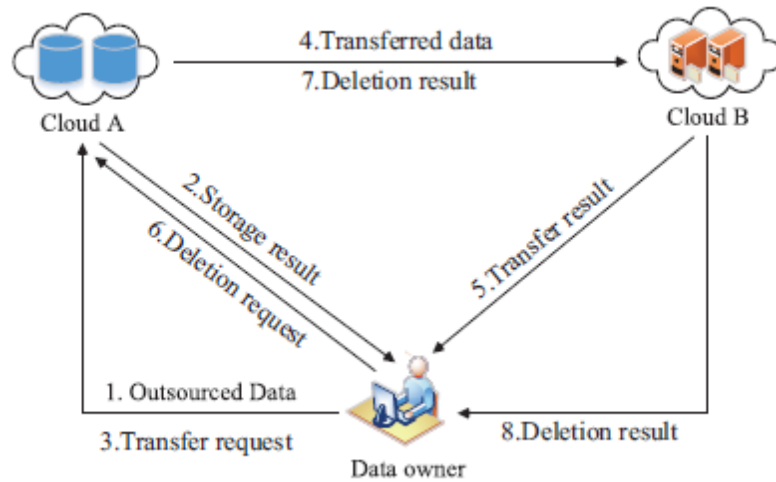 4.Transferred data
7.Deletion result
Cloud A
Cloud B
2.Storage result
6.Deletion request
5.Transfer result
1. Outsourced Data
3.Transfer request
8.Deletion result
Data owner